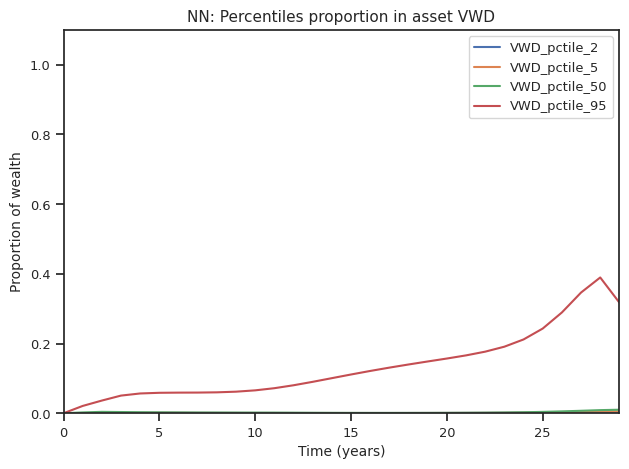 NN: Percentiles proportion in asset VWD
VWD_pctile_2
VWD_pctile_5
VWD_pctile_50
VWD_pctile_95
Proportion of wealth
1.0
0.8
0.6
0.4
0.2
0.0
0 5 10 15 20 25
Time (years)